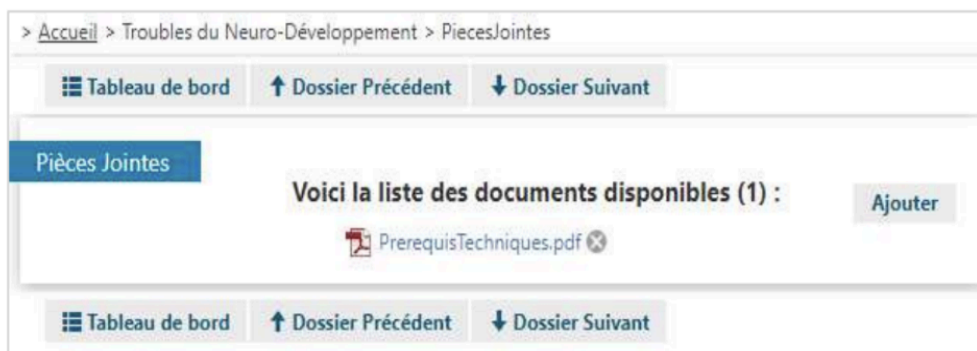 > Accueil > Troubles du Neuro-Développement > PiecesJointes
Tableau de bord Dossier Précédent Dossier Suivant
Pièces Jointes
Voici la liste des documents disponibles (1) :
Ajouter
PrerequisTechniques.pdf
Tableau de bord Dossier Précédent Dossier Suivant